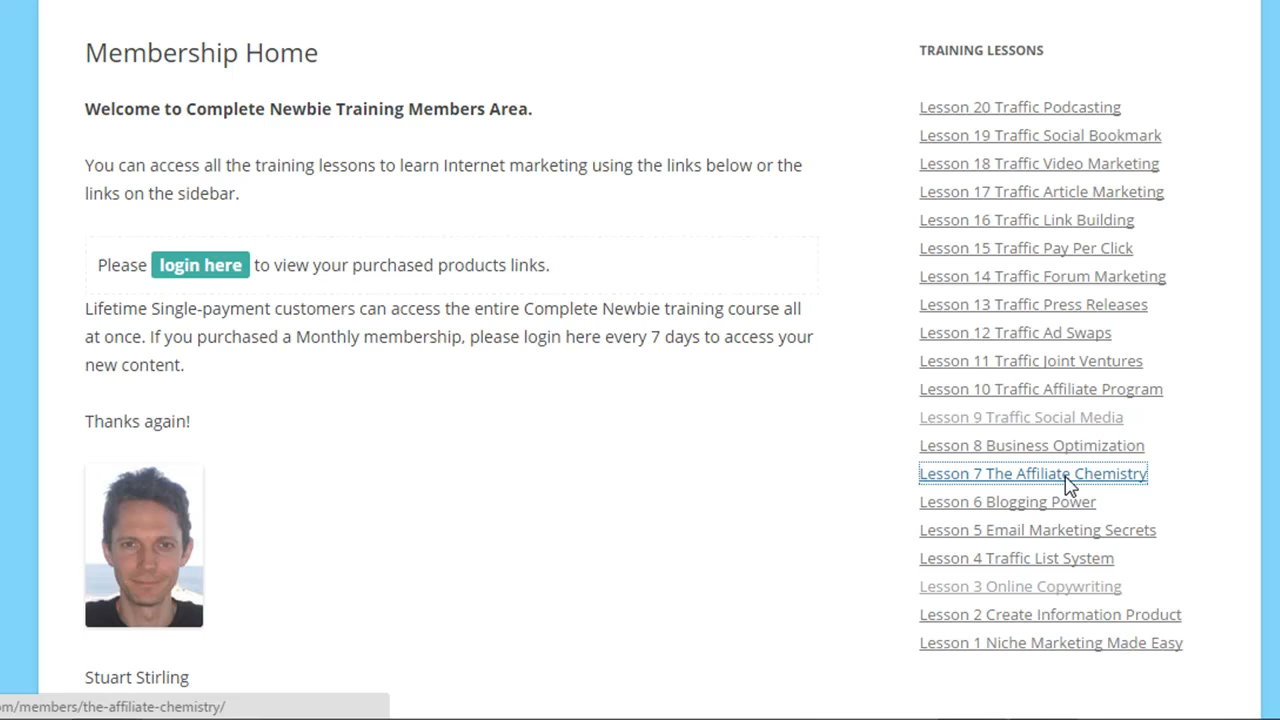 Membership Home
Welcome to Complete Newbie Training Members Area.
You can access all the training lessons to learn Internet marketing using the links below or the
links on the sidebar.
Please login here to view your purchased products links.
Lifetime Single-payment customers can access the entire Complete Newbie training course all
at once. If you purchased a Monthly membership, please login here every 7 days to access your
new content.
Thanks again!
Stuart Stirling
TRAINING LESSONS
Lesson 20 Traffic Podcasting
Lesson 19 Traffic Social Bookmark
Lesson 18 Traffic Video Marketing
Lesson 17 Traffic Article Marketing
Lesson 16 Traffic Link Building
Lesson 15 Traffic Pay Per Click
Lesson 14 Traffic Forum Marketing
Lesson 13 Traffic Press Releases
Lesson 12 Traffic Ad Swaps
Lesson 11 Traffic Joint Ventures
Lesson 10 Traffic Affiliate Program
Lesson 9 Traffic Social Media
Lesson 8 Business Optimization
Lesson 7 The Affiliate Chemistry
Lesson 6 Blogging Power
Lesson 5 Email Marketing Secrets
Lesson 4 Traffic List System
Lesson 3 Online Copywriting
Lesson 2 Create Information Product
Lesson 1 Niche Marketing Made Easy
om/members/the-affiliate-chemistry/